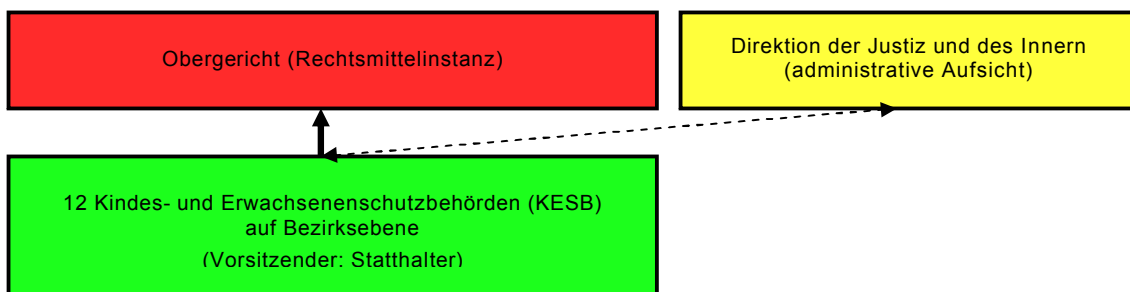 Obergericht (Rechtsmittelinstanz)
Direktion der Justiz und des Innern
(administrative Aufsicht)
12 Kindes- und Erwachsenenschutzbehörden (KESB)
auf Bezirksebene
(Vorsitzender: Statthalter)